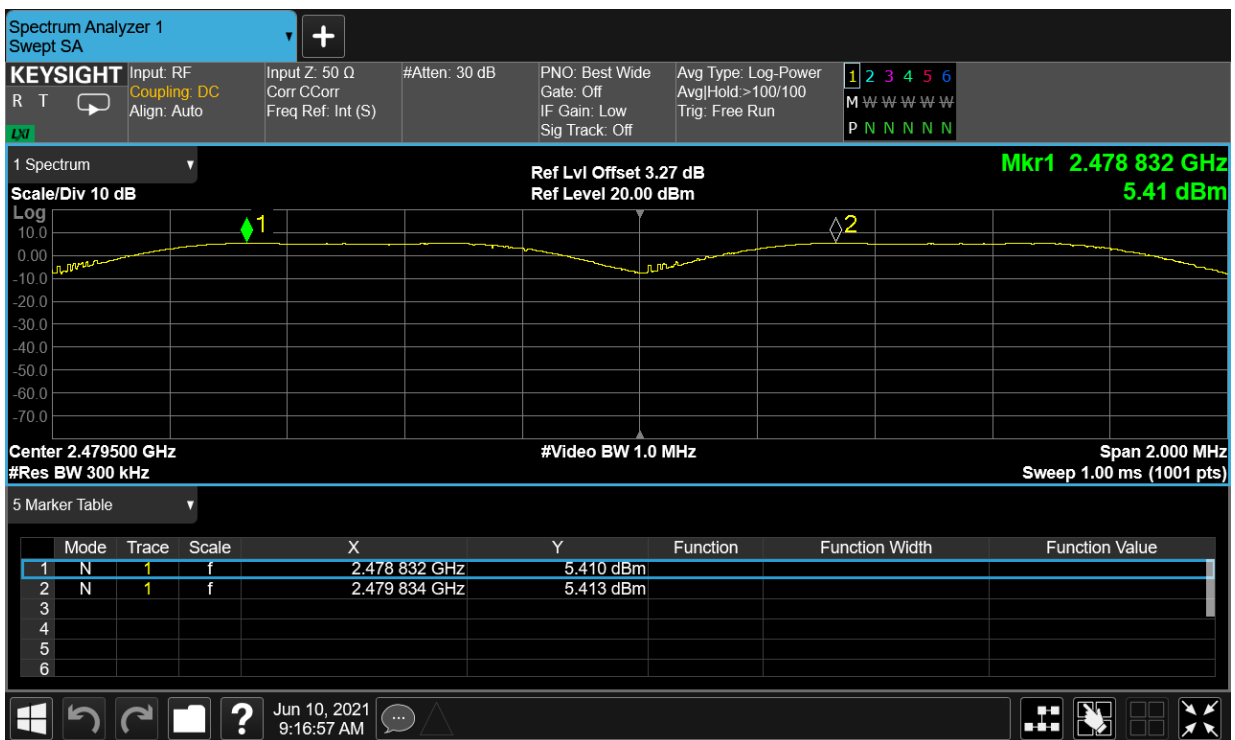 Spectrum Analyzer 1
Swept SA
+
KEYSIGHT
R T
LXI
Input: RF
Coupling: DC
Align: Auto
Input Z: 50 Ω
Corr CCorr
Freq Ref: Int (S)
#Atten: 30 dB
PNO: Best Wide
Gate: Off
IF Gain: Low
Sig Track: Off
Avg Type: Log-Power
Avg|Hold:>100/100
Trig: Free Run
1 2 3 4 5 6
M W W W W W
P N N N N N
1 Spectrum
Scale/Div 10 dB
Ref Lvl Offset 3.27 dB
Ref Level 20.00 dBm
Mkr1 2.478 832 GHz
5.41 dBm
Log
10.0
0.00
-10.0
-20.0
-30.0
-40.0
-50.0
-60.0
-70.0
1
2
Center 2.479500 GHz
#Res BW 300 kHz
#Video BW 1.0 MHz
Span 2.000 MHz
Sweep 1.00 ms (1001 pts)
5 Marker Table
Mode Trace Scale X Y Function Function Width Function Value
1 N 1 f 2.478 832 GHz 5.410 dBm
2 N 1 f 2.479 834 GHz 5.413 dBm
3
4
5
6
?
Jun 10, 2021
9:16:57 AM